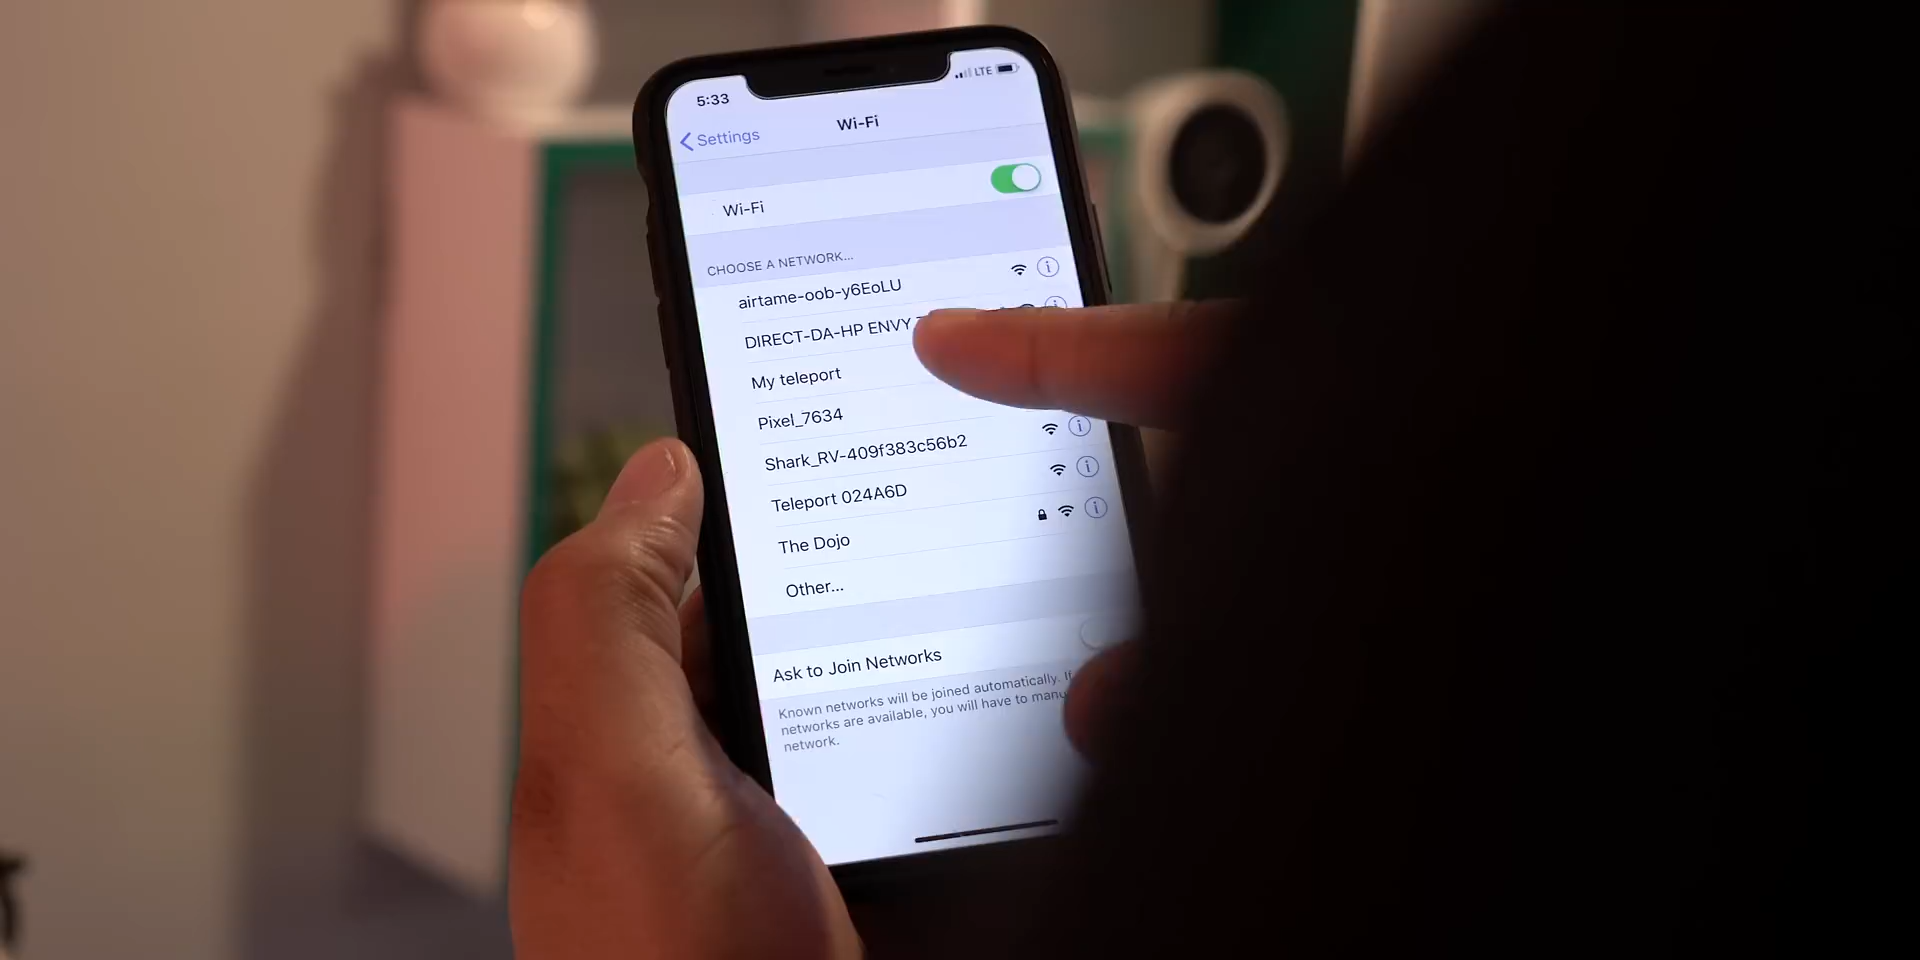 5:33
LTE
Settings
Wi-Fi
Wi-Fi
CHOOSE A NETWORK...
airtame-oob-y6EoLU
DIRECT-DA-HP ENVY
My teleport
Pixel_7634
Shark_RV-409f383c56b2
Teleport 024A6D
The Dojo
Other...
Ask to Join Networks
Known networks will be joined automatically. If
networks are available, you will have to
network.